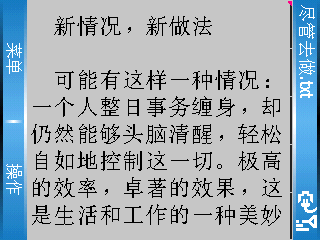 尽管去做.txt
新情况，新做法
可能有这样一种情况：
一个人整日事务缠身，却
仍然能够头脑清醒，轻松
自如地控制这一切。极高
的效率，卓著的效果，这
是生活和工作的一种美妙
菜单
操作